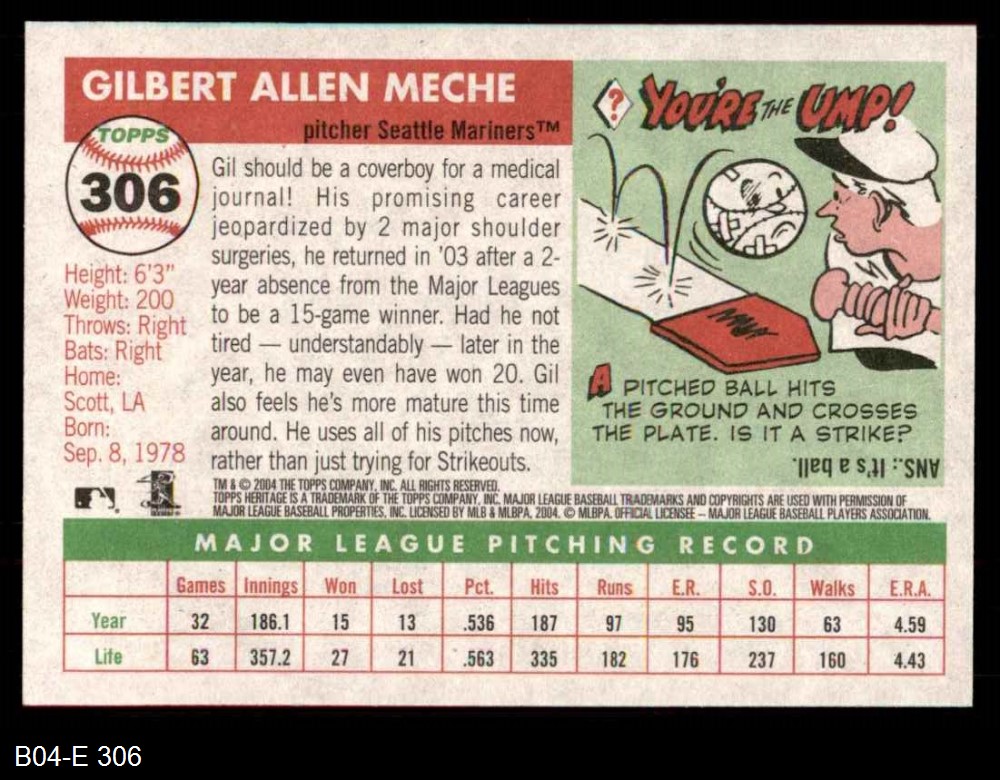 GILBERT ALLEN MECHE
pitcher Seattle Mariners™
TOPPS
306
Height: 6'3"
Weight: 200
Throws: Right
Bats: Right
Home:
Scott, LA
Born:
Sep. 8, 1978
Gil should be a coverboy for a medical
journal! His promising career
jeopardized by 2 major shoulder
surgeries, he returned in '03 after a 2-
year absence from the Major Leagues
to be a 15-game winner. Had he not
tired — understandably — later in the
year, he may even have won 20. Gil
also feels he's more mature this time
around. He uses all of his pitches now,
rather than just trying for Strikeouts.
? YOU'RE THE UMP!
A PITCHED BALL HITS
THE GROUND AND CROSSES
THE PLATE. IS IT A STRIKE?
ANS.: It's a ball.
TM & © 2004 THE TOPPS COMPANY, INC. ALL RIGHTS RESERVED.
TOPPS HERITAGE IS A TRADEMARK OF THE TOPPS COMPANY, INC. MAJOR LEAGUE BASEBALL TRADEMARKS AND COPYRIGHTS ARE USED WITH PERMISSION OF
MAJOR LEAGUE BASEBALL PROPERTIES, INC. LICENSED BY MLB & MLBPA, 2004. © MLBPA. OFFICIAL LICENSEE – MAJOR LEAGUE BASEBALL PLAYERS ASSOCIATION.
MAJOR LEAGUE PITCHING RECORD
Games Innings Won Lost Pct. Hits Runs E.R. S.O. Walks E.R.A.
Year 32 186.1 15 13 .536 187 97 95 130 63 4.59
Life 63 357.2 27 21 .563 335 182 176 237 160 4.43
B04-E 306